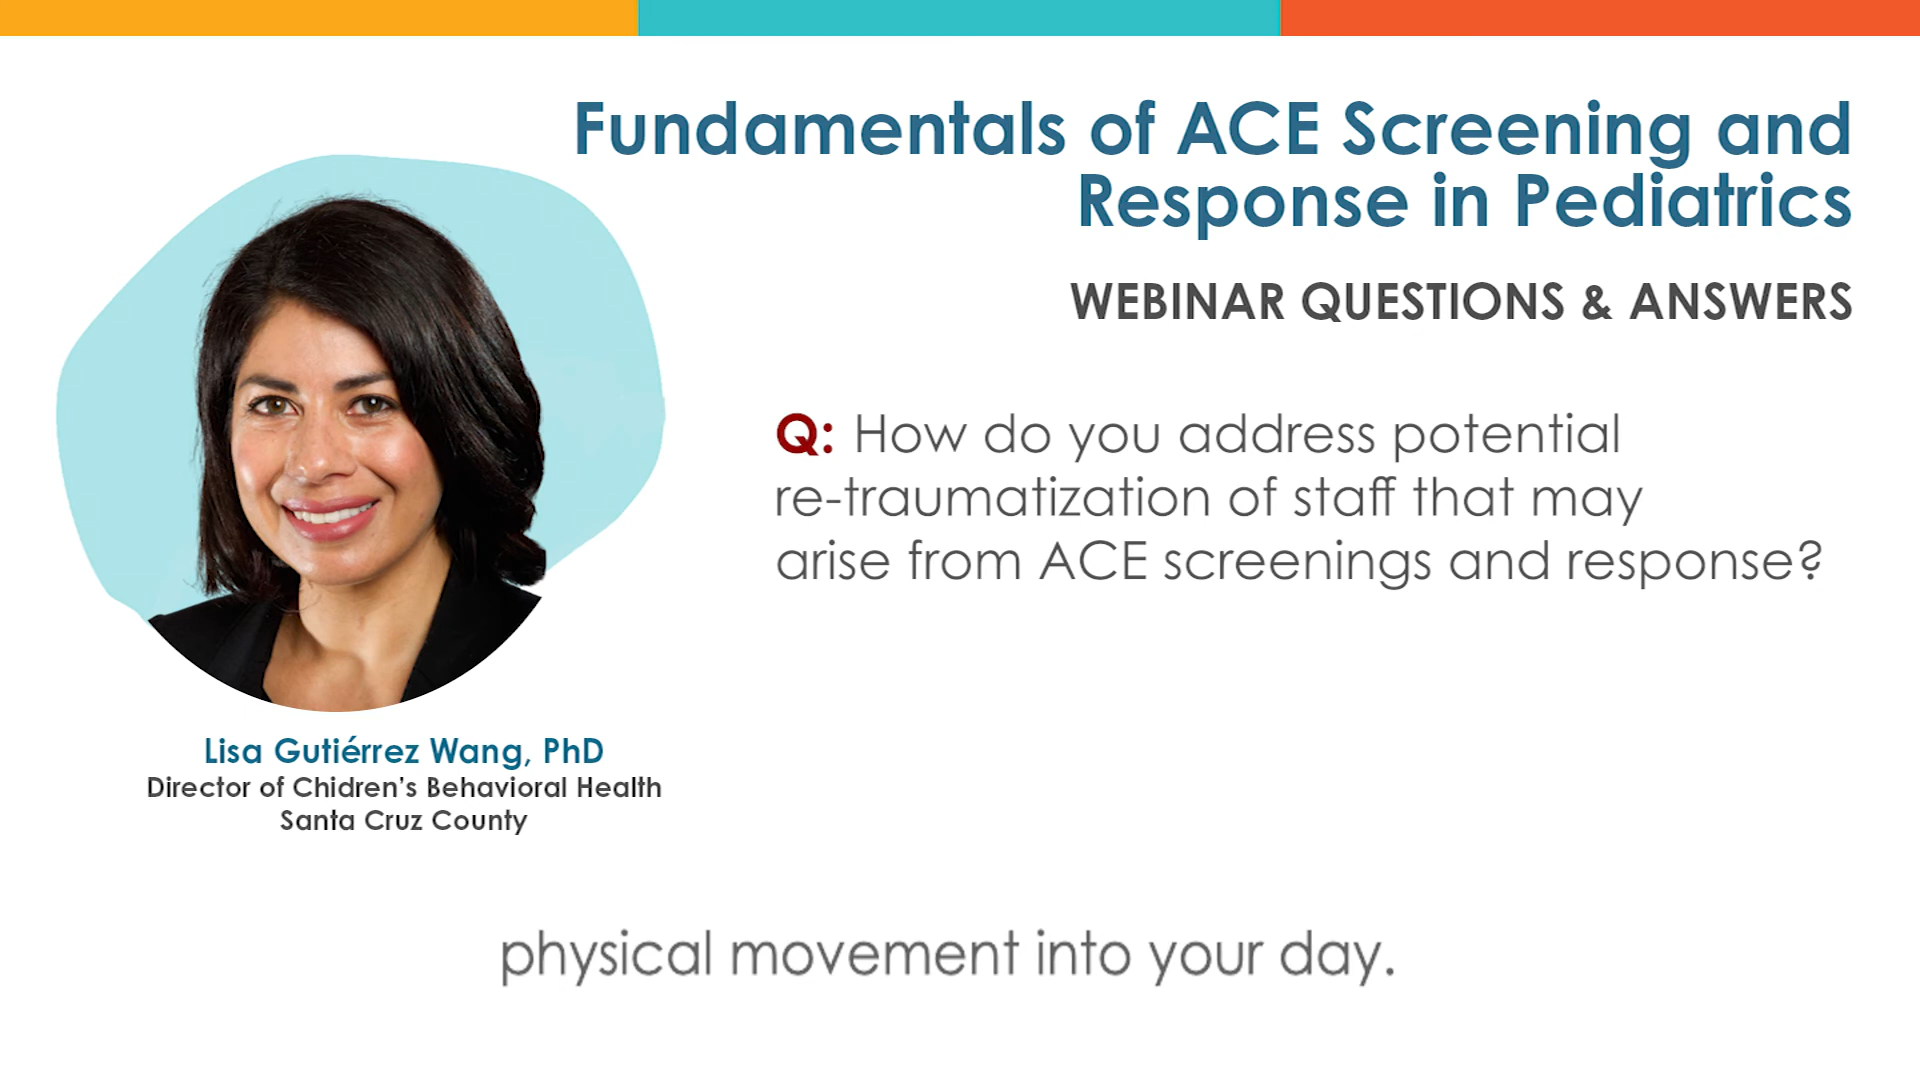 Fundamentals of ACE Screening and
Response in Pediatrics
WEBINAR QUESTIONS & ANSWERS
Q: How do you address potential
re-traumatization of staff that may
arise from ACE screenings and response?
Lisa Gutiérrez Wang, PhD
Director of Chidren's Behavioral Health
Santa Cruz County
physical movement into your day.